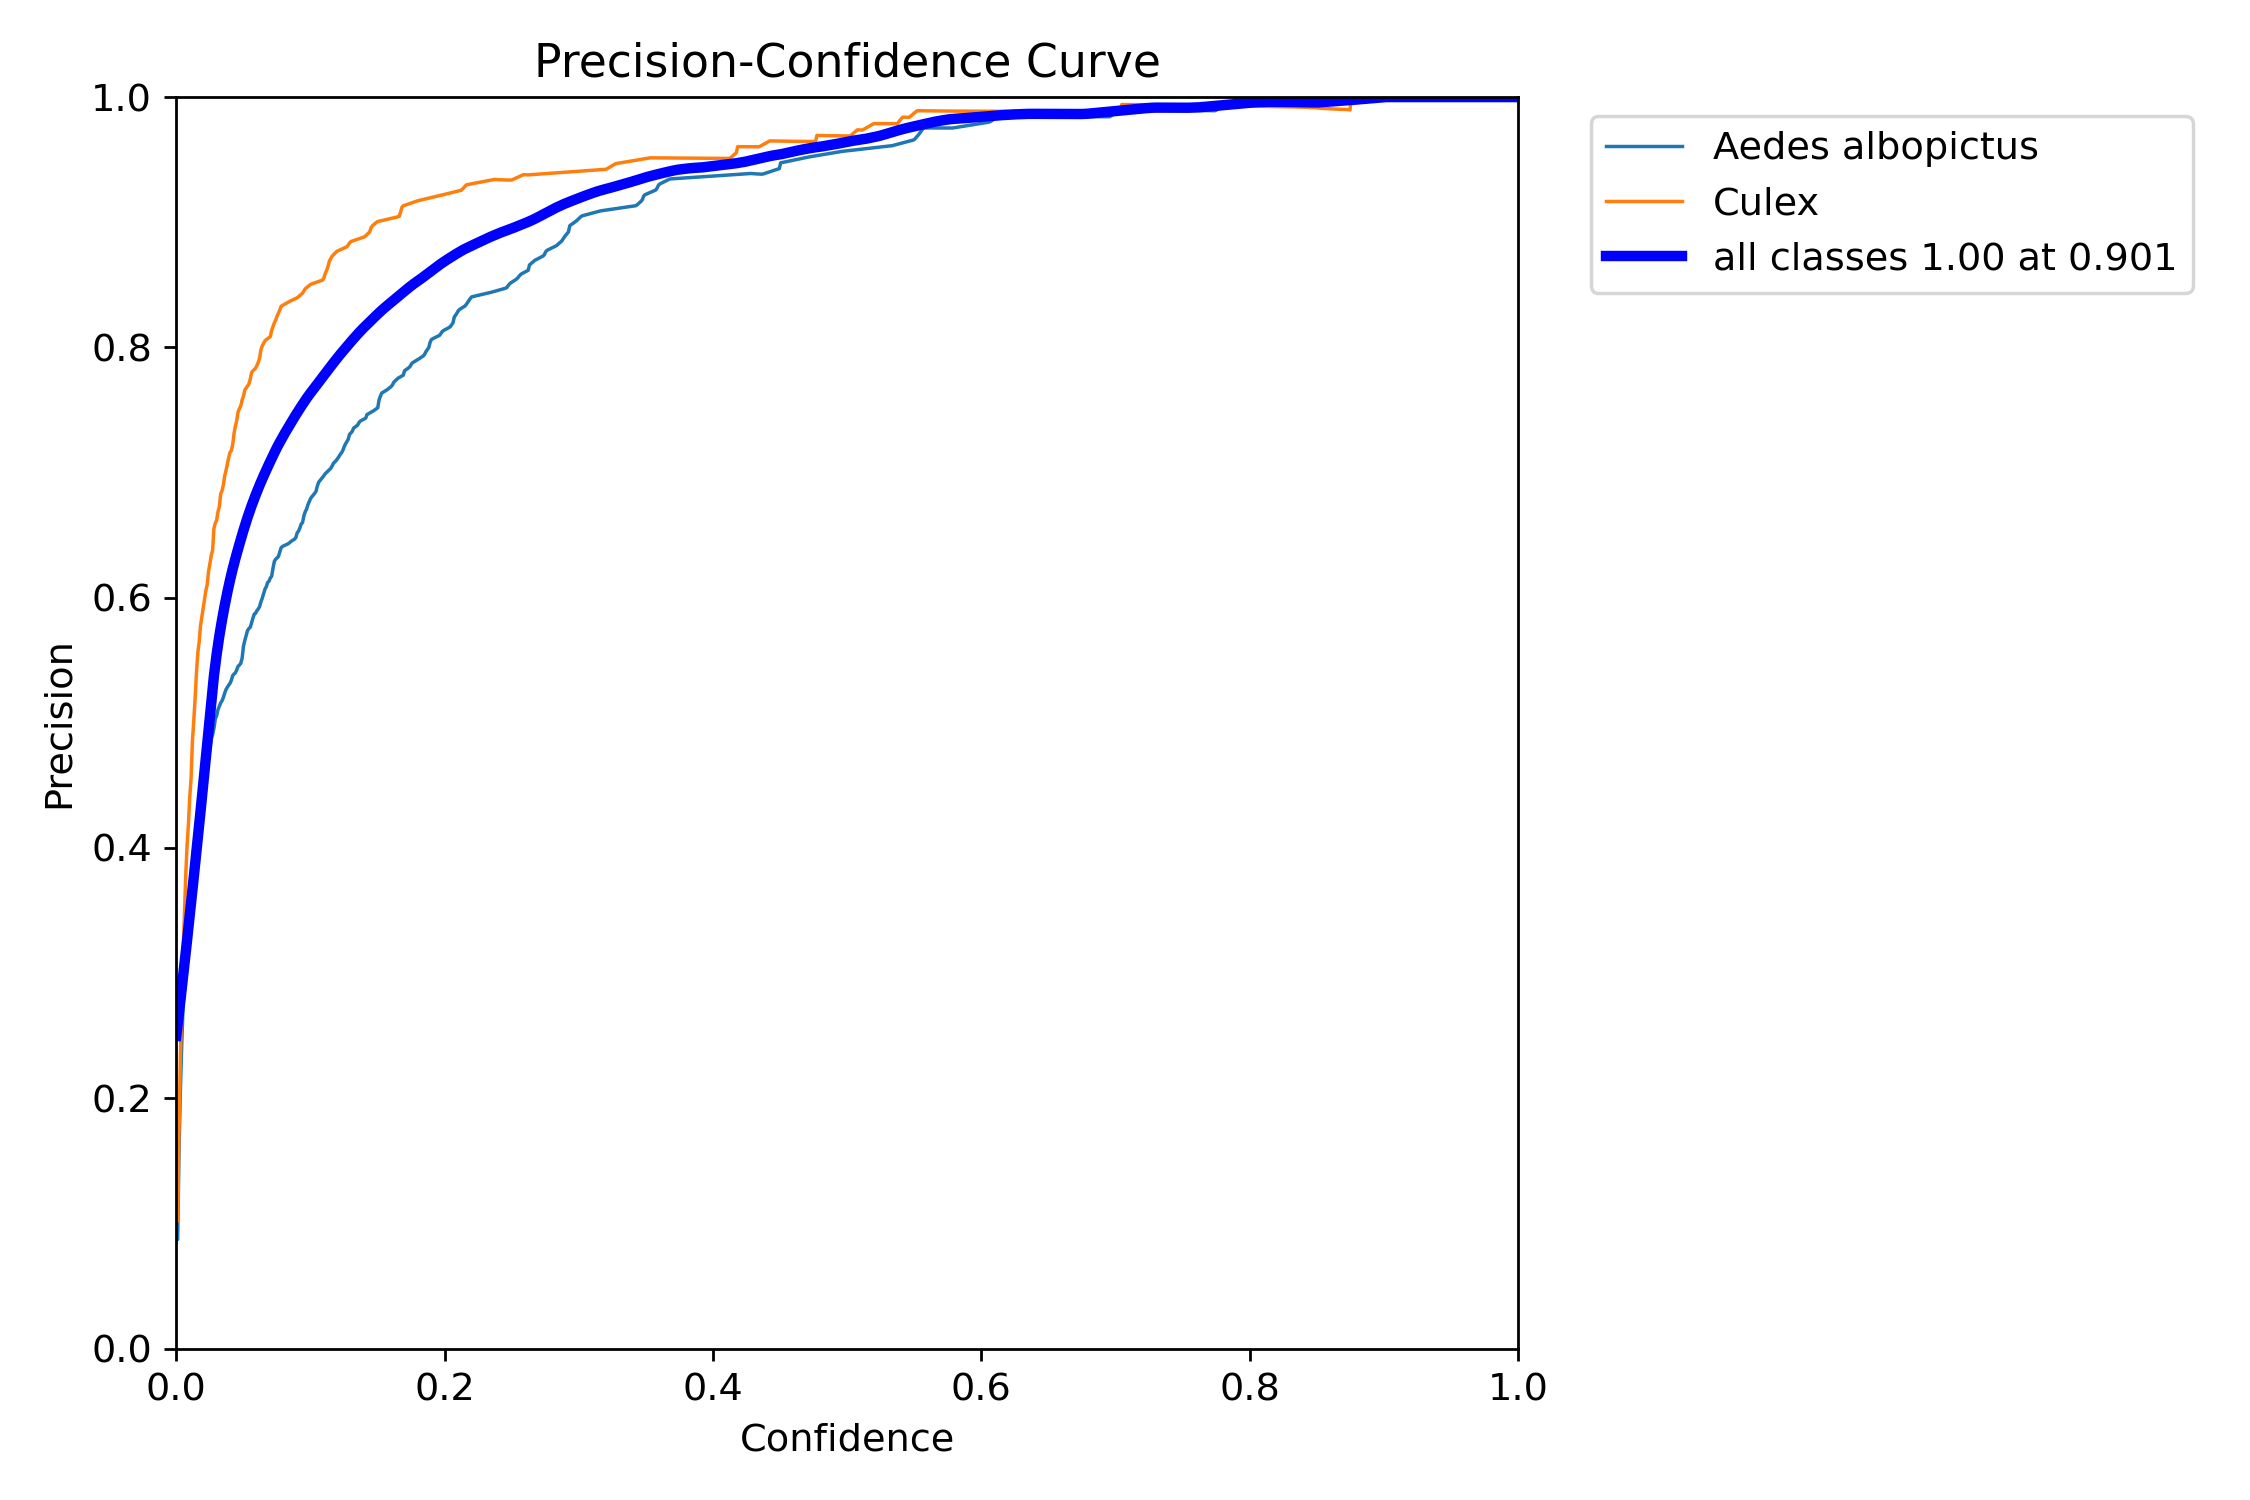 Precision-Confidence Curve
1.0
0.8
0.6
0.4
0.2
0.0
Precision
0.0 0.2 0.4 0.6 0.8 1.0
Confidence
Aedes albopictus
Culex
all classes 1.00 at 0.901